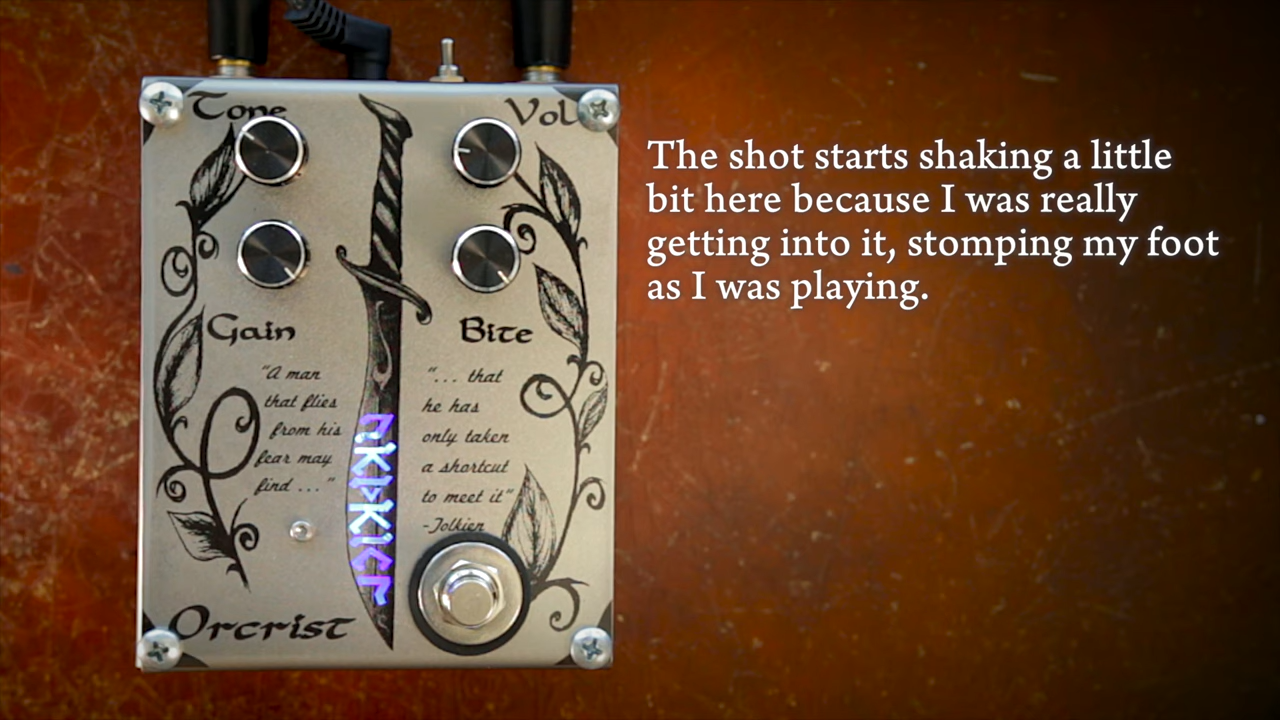 Tone
Vol
Gain
Bite
"A man
that flies
from his
fear may
find ..."
"... that
he has
only taken
a shortcut
to meet it"
-Tolkien
Orcrist
The shot starts shaking a little
bit here because I was really
getting into it, stomping my foot
as I was playing.